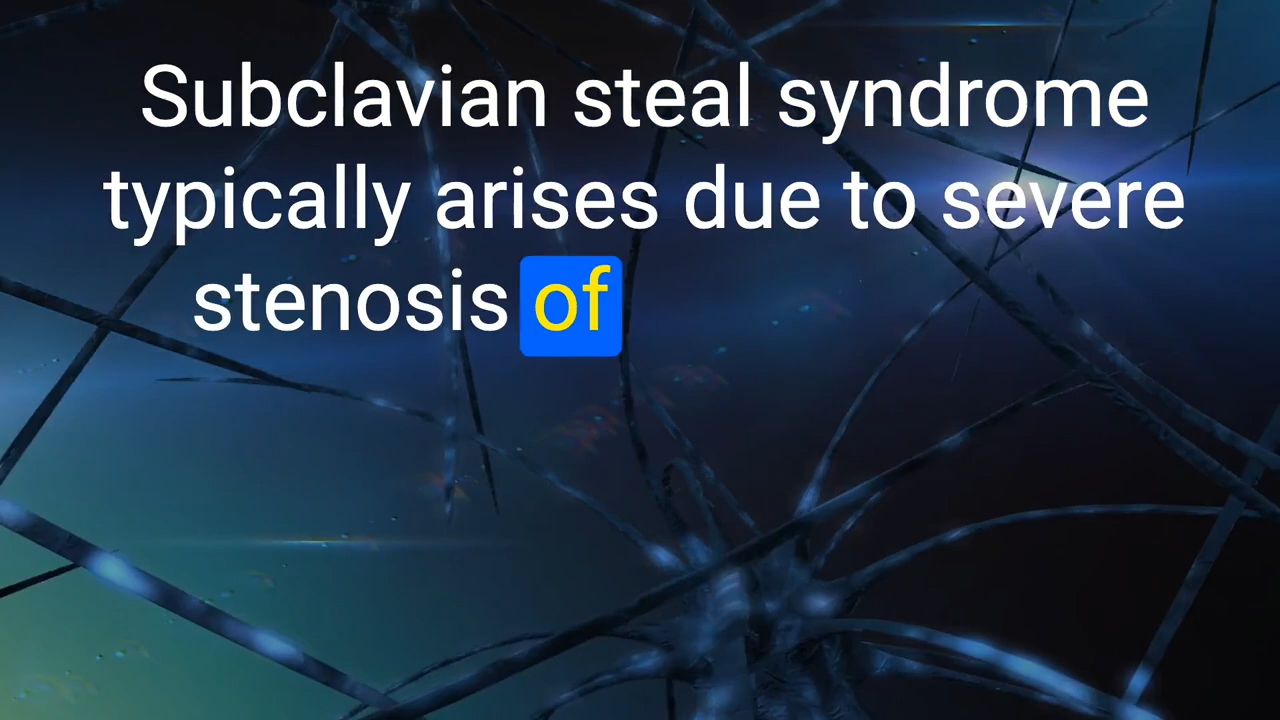 Subclavian steal syndrome
typically arises due to severe
stenosis of